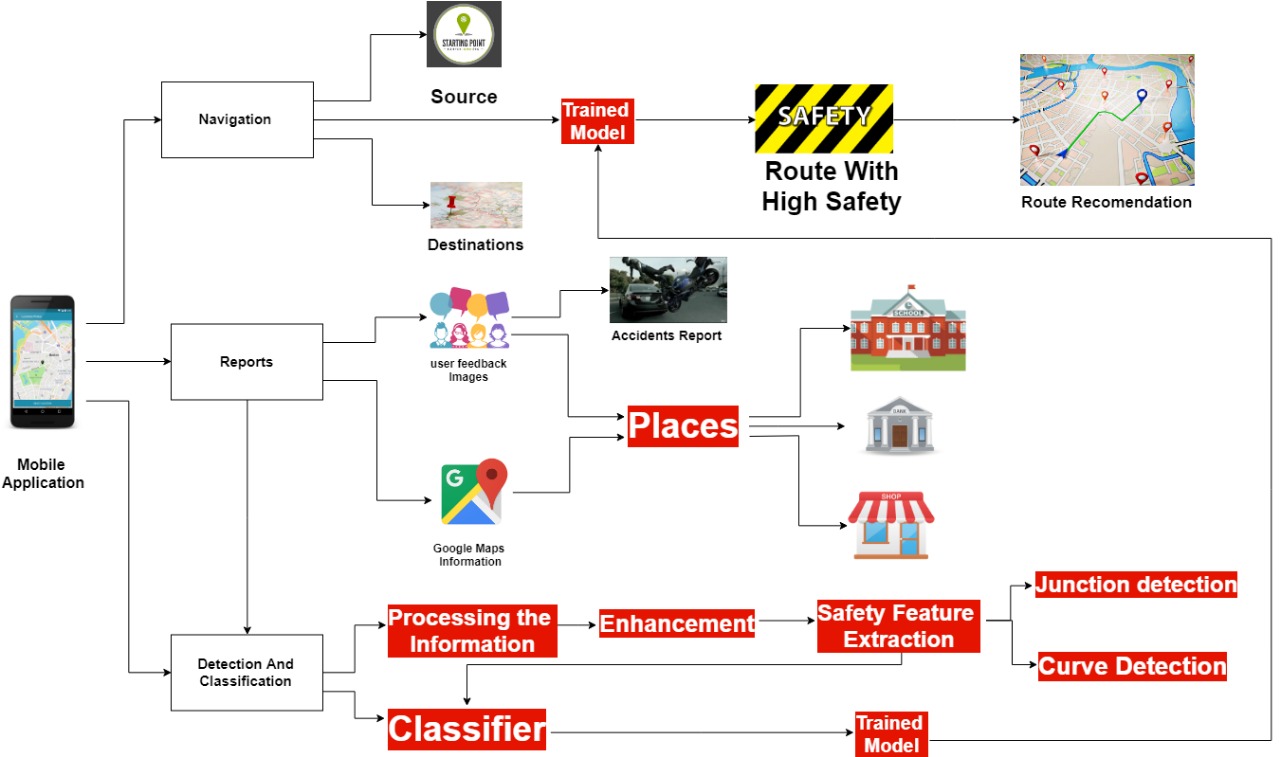 STARTING POINT
Source
Navigation
Trained
Model
SAFETY
Route With
High Safety
Route Recomendation
Destinations
Accidents Report
SCHOOL
Reports
user feedback
Images
Places
BANK
Mobile
Application
G
Google Maps
Information
SHOP
Junction detection
Processing the
Information
Enhancement
Safety Feature
Extraction
Detection And
Classification
Curve Detection
Classifier
Trained
Model